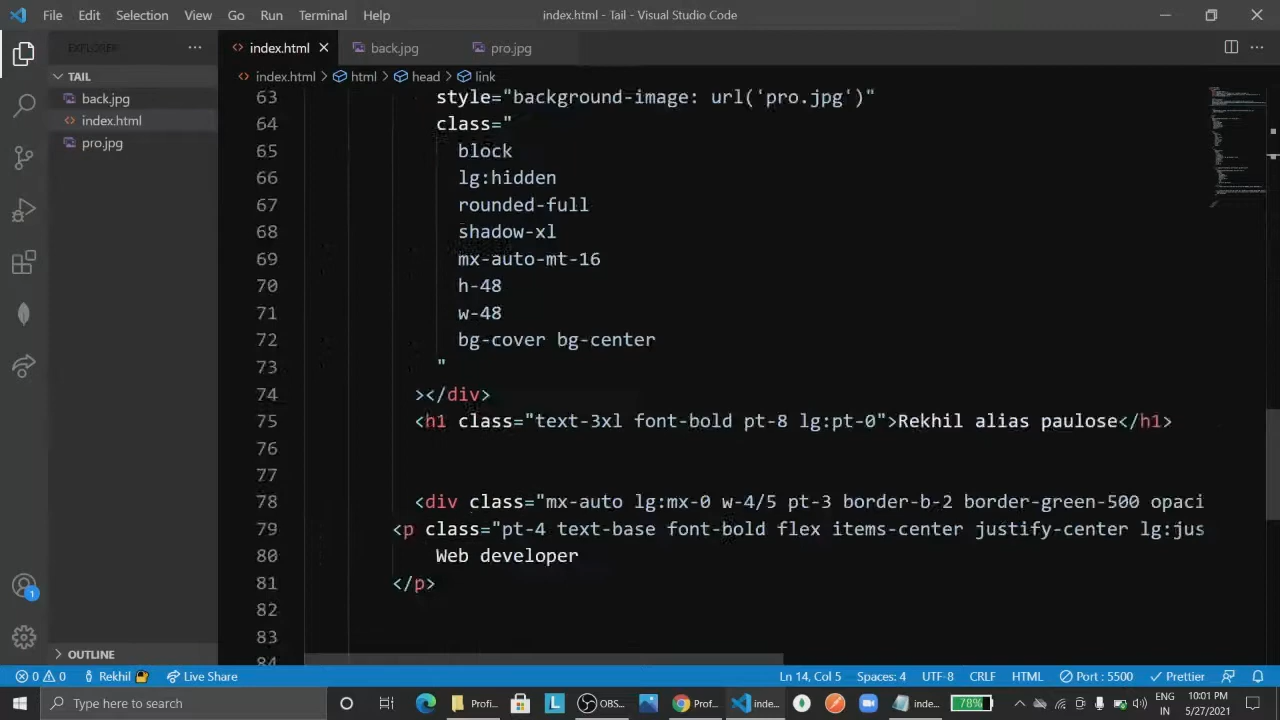 File Edit Selection View Go Run Terminal Help index.html - Tail - Visual Studio Code
EXPLORER
index.html
back.jpg
pro.jpg
TAIL
index.html > html > head > link
back.jpg
index.html
pro.jpg
63 style="background-image: url('pro.jpg')"
64 class="
65 block
66 lg:hidden
67 rounded-full
68 shadow-xl
69 mx-auto-mt-16
70 h-48
71 w-48
72 bg-cover bg-center
73 "
74 ></div>
75 <h1 class="text-3xl font-bold pt-8 lg:pt-0">Rekhil alias paulose</h1>
76
77
78 <div class="mx-auto lg:mx-0 w-4/5 pt-3 border-b-2 border-green-500 opaci
79 <p class="pt-4 text-base font-bold flex items-center justify-center lg:jus
80 Web developer
81 </p>
82
83
84
OUTLINE
1
0 0 Rekhil Live Share Ln 14, Col 5 Spaces: 4 UTF-8 CRLF HTML Port : 5500 Prettier
Type here to search
Profi...
L
OBS...
Prof...
inde...
inde...
78%
ENG
IN
10:01 PM
5/27/2021